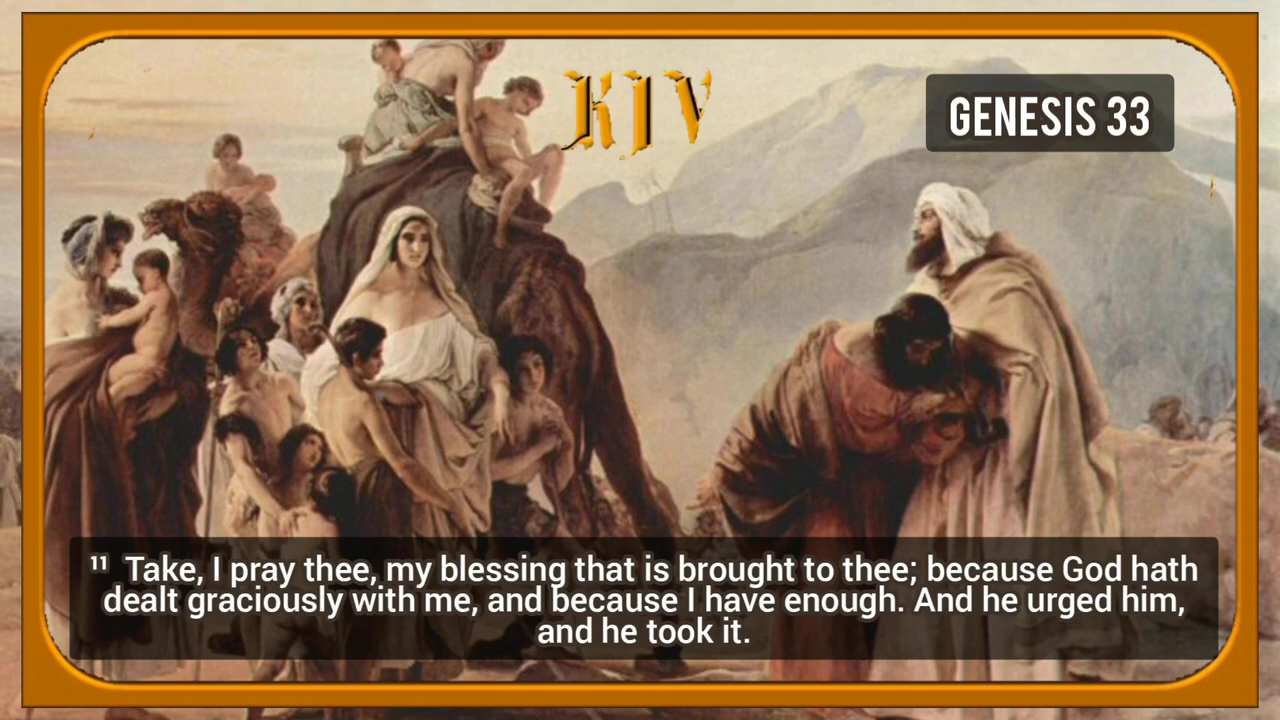 KJV
GENESIS 33
¹¹ Take, I pray thee, my blessing that is brought to thee; because God hath
dealt graciously with me, and because I have enough. And he urged him,
and he took it.